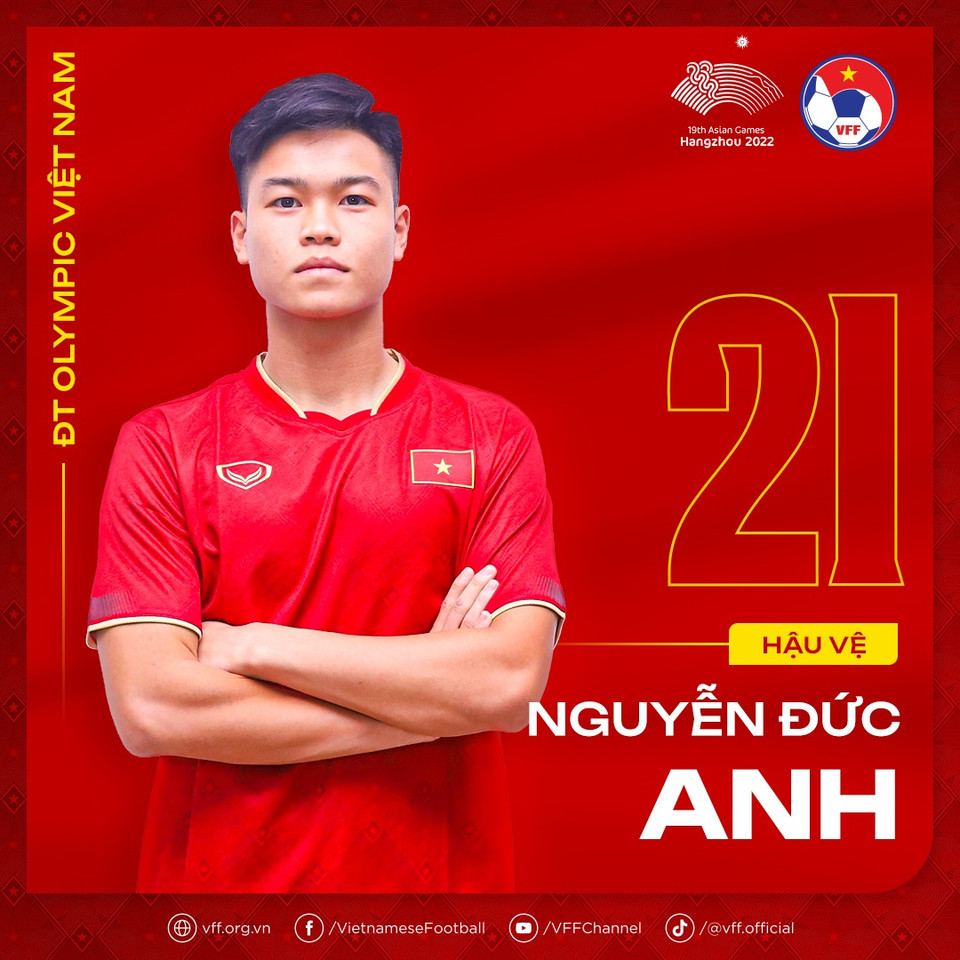 ĐT OLYMPIC VIỆT NAM
19th Asian Games
Hangzhou 2022
VFF
21
HẬU VỆ
NGUYỄN ĐỨC
ANH
vff.org.vn
/VietnameseFootball
/VFFChannel
/@vff.official